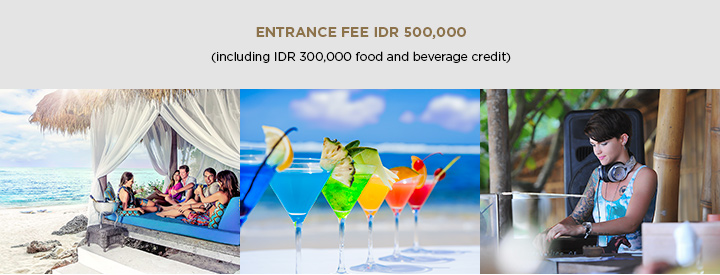 ENTRANCE FEE IDR 500,000
(including IDR 300,000 food and beverage credit)